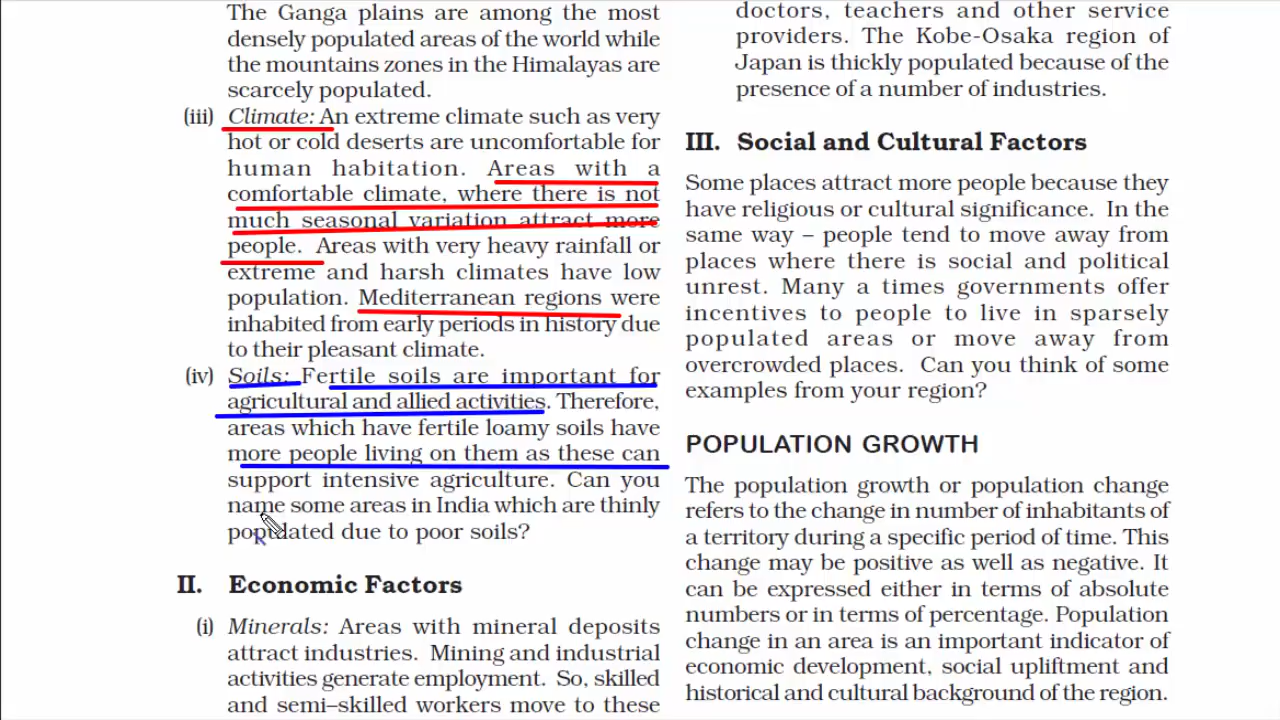 The Ganga plains are among the most
densely populated areas of the world while
the mountains zones in the Himalayas are
scarcely populated.
(iii) Climate: An extreme climate such as very
hot or cold deserts are uncomfortable for
human habitation. Areas with a
comfortable climate, where there is not
much seasonal variation attract more
people. Areas with very heavy rainfall or
extreme and harsh climates have low
population. Mediterranean regions were
inhabited from early periods in history due
to their pleasant climate.
(iv) Soils: Fertile soils are important for
agricultural and allied activities. Therefore,
areas which have fertile loamy soils have
more people living on them as these can
support intensive agriculture. Can you
name some areas in India which are thinly
populated due to poor soils?
II. Economic Factors
(i) Minerals: Areas with mineral deposits
attract industries. Mining and industrial
activities generate employment. So, skilled
and semi–skilled workers move to these
doctors, teachers and other service
providers. The Kobe-Osaka region of
Japan is thickly populated because of the
presence of a number of industries.
III. Social and Cultural Factors
Some places attract more people because they
have religious or cultural significance. In the
same way – people tend to move away from
places where there is social and political
unrest. Many a times governments offer
incentives to people to live in sparsely
populated areas or move away from
overcrowded places. Can you think of some
examples from your region?
POPULATION GROWTH
The population growth or population change
refers to the change in number of inhabitants of
a territory during a specific period of time. This
change may be positive as well as negative. It
can be expressed either in terms of absolute
numbers or in terms of percentage. Population
change in an area is an important indicator of
economic development, social upliftment and
historical and cultural background of the region.